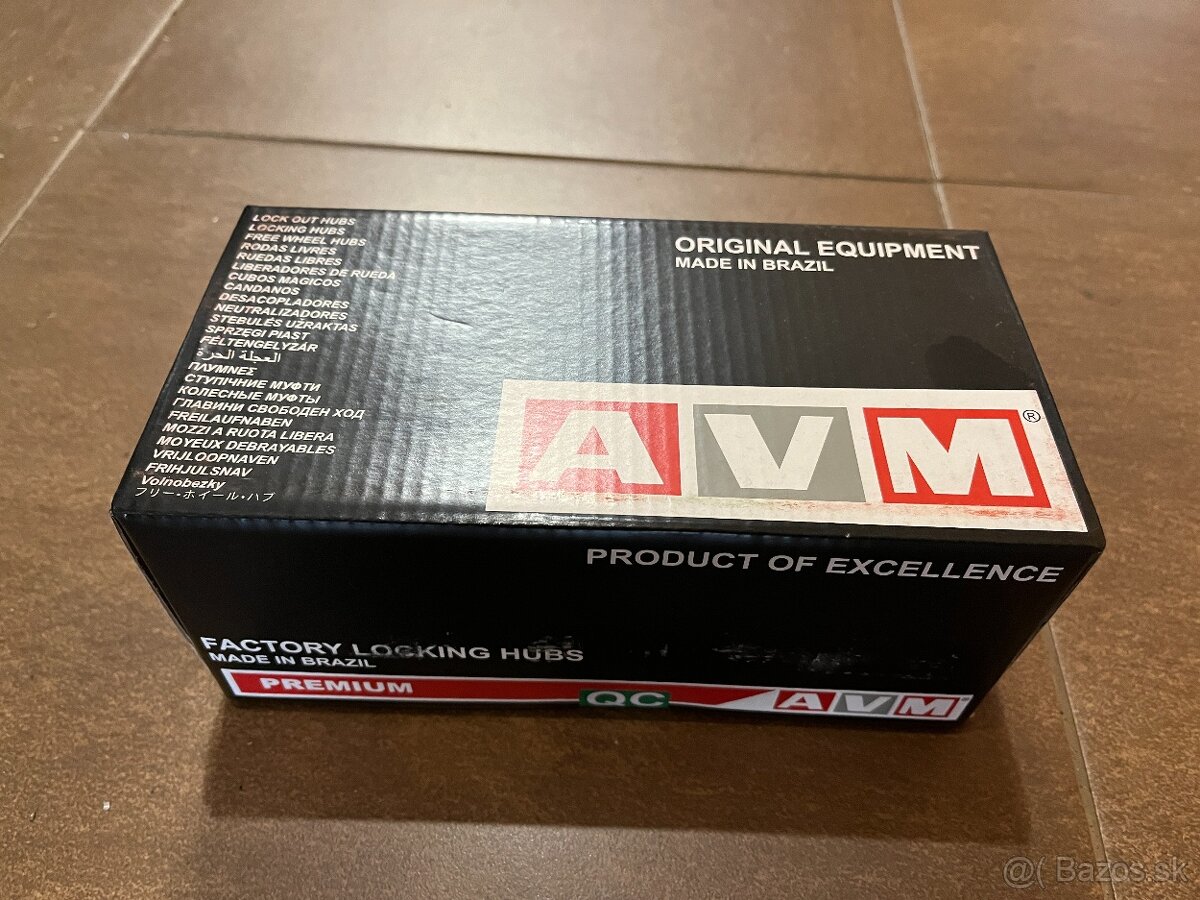 LOCK OUT HUBS
LOCKING HUBS
FREE WHEEL HUBS
RODAS LIVRES
RUEDAS LIBRES
LIBERADORES DE RUEDA
CUBOS MAGICOS
CANDANOS
DESACOPLADORES
NEUTRALIZADORES
STEBULĖS UŽRAKTAS
SPRZĘGI PIAST
FÉLTENGELYZÁR
العجلة الحرة
ΠΛΥΜΝΕΣ
СТУПИЧНИЕ МУФТИ
КОЛЕСНЫЕ МУФТЫ
ГЛАВИНИ СВОБОДЕН ХОД
FREILAUFNABEN
MOZZI A RUOTA LIBERA
MOYEUX DEBRAYABLES
VRIJLOOPNAVEN
FRIHJULSNAV
Volnobezky
フリー・ホイール・ハブ
ORIGINAL EQUIPMENT
MADE IN BRAZIL
AVM®
PRODUCT OF EXCELLENCE
FACTORY LOCKING HUBS
MADE IN BRAZIL
PREMIUM
QC
AVM
@( Bazos.sk